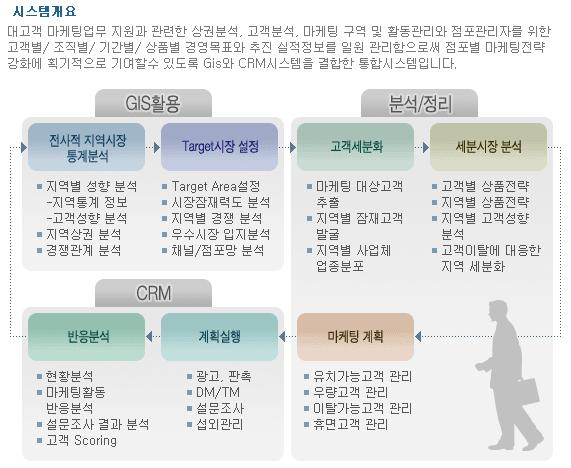 시스템개요
대고객 마케팅업무 지원과 관련한 상권분석, 고객분석, 마케팅 구역 및 활동관리와 점포관리자를 위한
고객별/ 조직별/ 기간별/ 상품별 경영목표와 추진 실적정보를 일원 관리함으로써 점포별 마케팅전략
강화에 획기적으로 기여할수 있도록 Gis와 CRM시스템을 결합한 통합시스템입니다.
GIS활용
전사적 지역시장
통계분석
지역별 성향 분석
-지역통계 정보
-고객성향 분석
지역상권 분석
경쟁관계 분석
Target시장 설정
Target Area설정
시장잠재력도 분석
지역별 경쟁 분석
우수시장 입지분석
채널/점포망 분석
분석/정리
고객세분화
마케팅 대상고객
추출
지역별 잠재고객
발굴
지역별 사업체
업종분포
세분시장 분석
고객별 상품전략
지역별 상품전략
지역별 고객성향
분석
고객이탈에 대응한
지역 세분화
CRM
반응분석
현황분석
마케팅활동
반응분석
설문조사 결과 분석
고객 Scoring
계획실행
광고, 판촉
DM/TM
설문조사
섭외관리
마케팅 계획
유치가능고객 관리
우량고객 관리
이탈가능고객 관리
휴면고객 관리